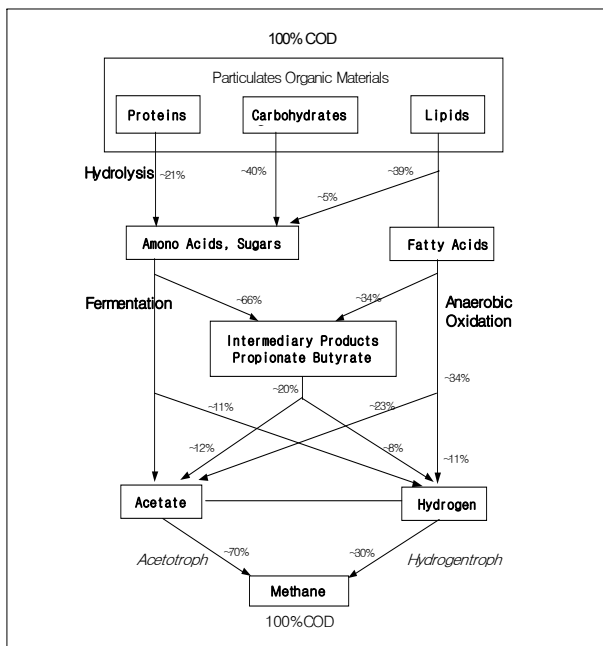 100% COD
Particulates Organic Materials
Proteins
Carbohydrates
Lipids
Hydrolysis
~21%
~40%
~39%
~5%
Amono Acids, Sugars
Fatty Acids
Fermentation
~66%
~34%
Anaerobic
Oxidation
Intermediary Products
Propionate Butyrate
~34%
~20%
~11%
~23%
~12%
~8%
~11%
Acetate
Hydrogen
Acetotroph
~70%
~30%
Hydrogentroph
Methane
100%COD